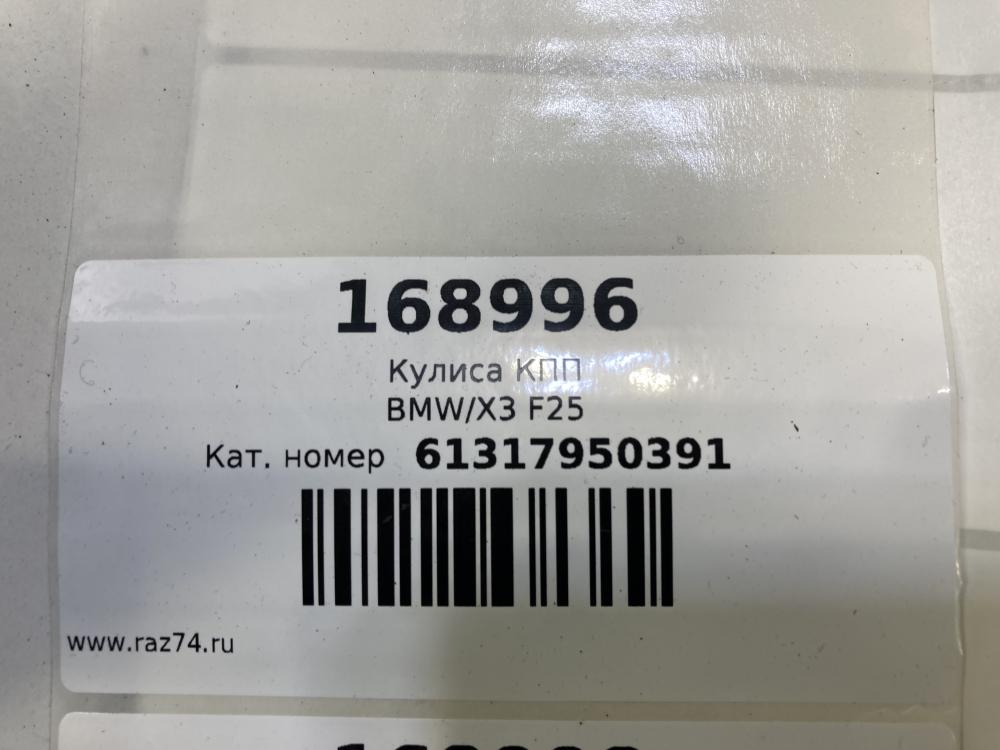 168996
Кулиса КПП
BMW/X3 F25
Кат. номер 61317950391
www.raz74.ru